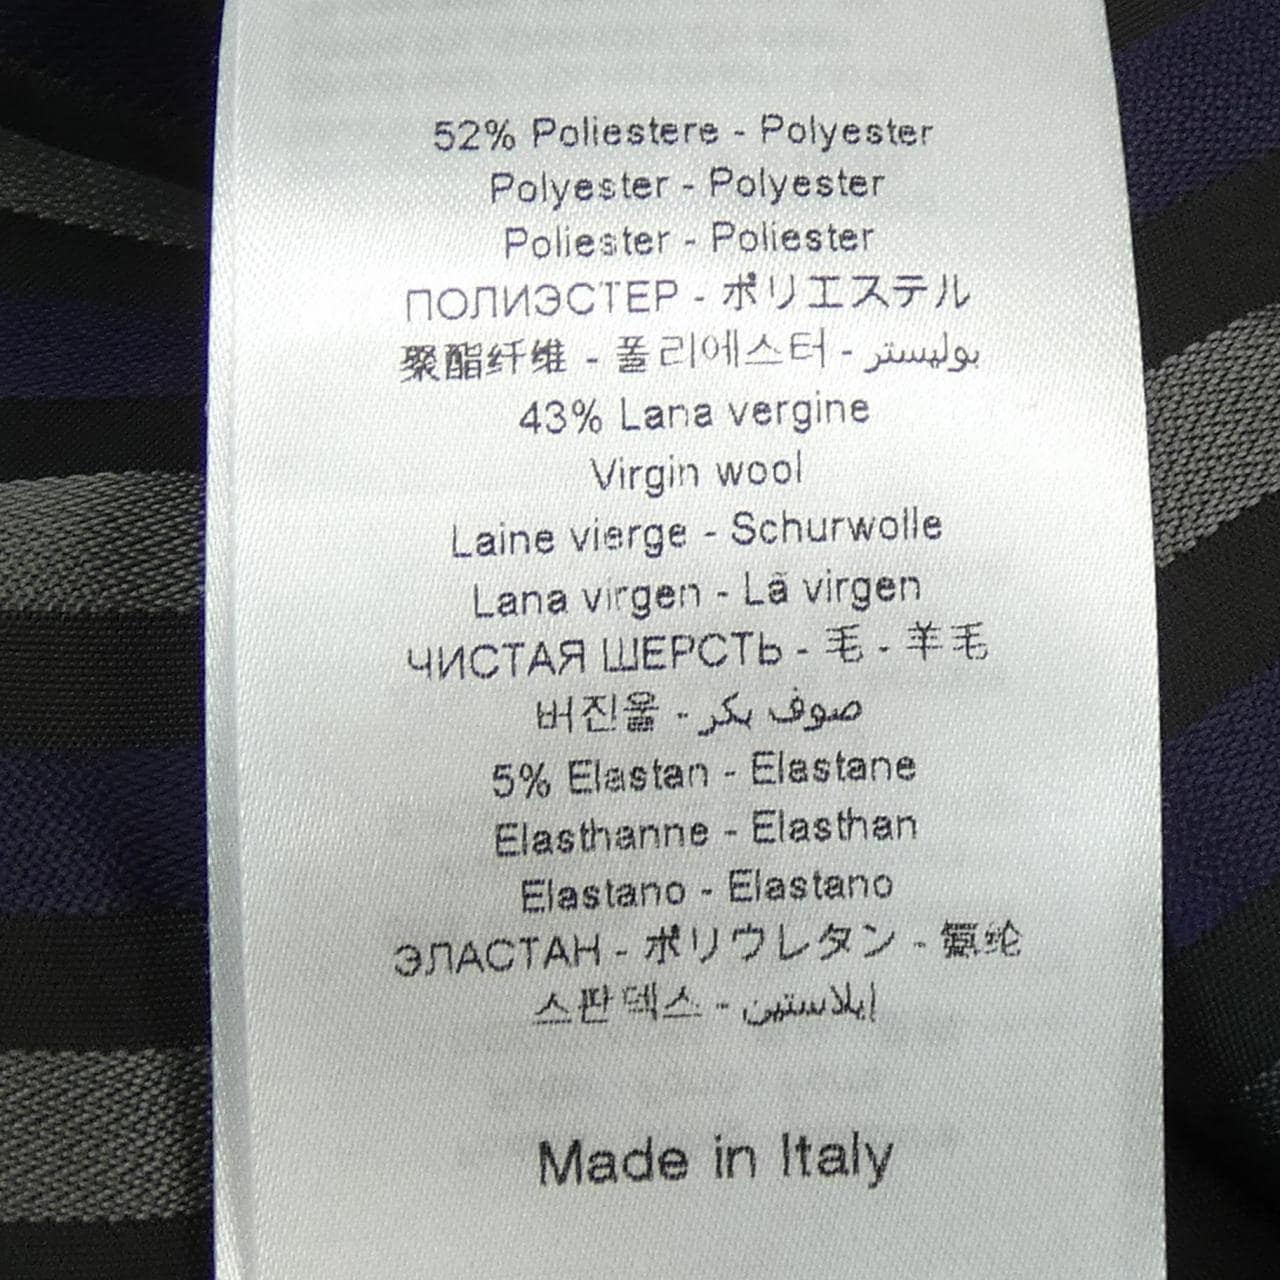 52% Poliestere - Polyester
Polyester - Polyester
Poliester - Poliester
ПОЛИЭСТЕР - ポリエステル
聚酯纤维 - 폴리에스터 - بوليستر
43% Lana vergine
Virgin wool
Laine vierge - Schurwolle
Lana virgen - Lã virgen
ЧИСТАЯ ШЕРСТЬ - 毛 - 羊毛
버진울 - صوف بكر
5% Elastan - Elastane
Elasthanne - Elasthan
Elastano - Elastano
ЭЛАСТАН - ポリウレタン - 氨纶
스판덱스 - إيلاستين
Made in Italy